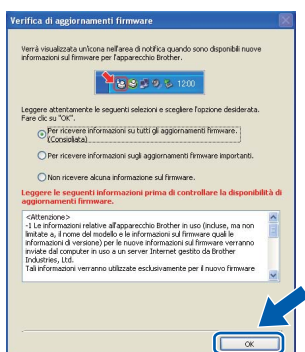 Verifica di aggiornamenti firmware
Verrà visualizzata un'icona nell'area di notifica quando sono disponibili nuove
informazioni sul firmware per l'apparecchio Brother.
12:00
Leggere attentamente le seguenti selezioni e scegliere l'opzione desiderata.
Fare clic su "OK".
Per ricevere informazioni su tutti gli aggiornamenti firmware.
(Consigliata)
Per ricevere informazioni sugli aggiornamenti firmware importanti.
Non ricevere alcuna informazione sul firmware.
Leggere le seguenti informazioni prima di controllare la disponibilità di
aggiornamenti firmware.
<Attenzione>
-1 Le informazioni relative all'apparecchio Brother in uso (incluse, ma non
limitate a, il nome del modello e le informazioni sul firmware quali le
informazioni di versione) per le nuove informazioni sul firmware verranno
inviate dal computer in uso a un server Internet gestito da Brother
Industries, Ltd.
Tali informazioni verranno utilizzate esclusivamente per il nuovo firmware
OK